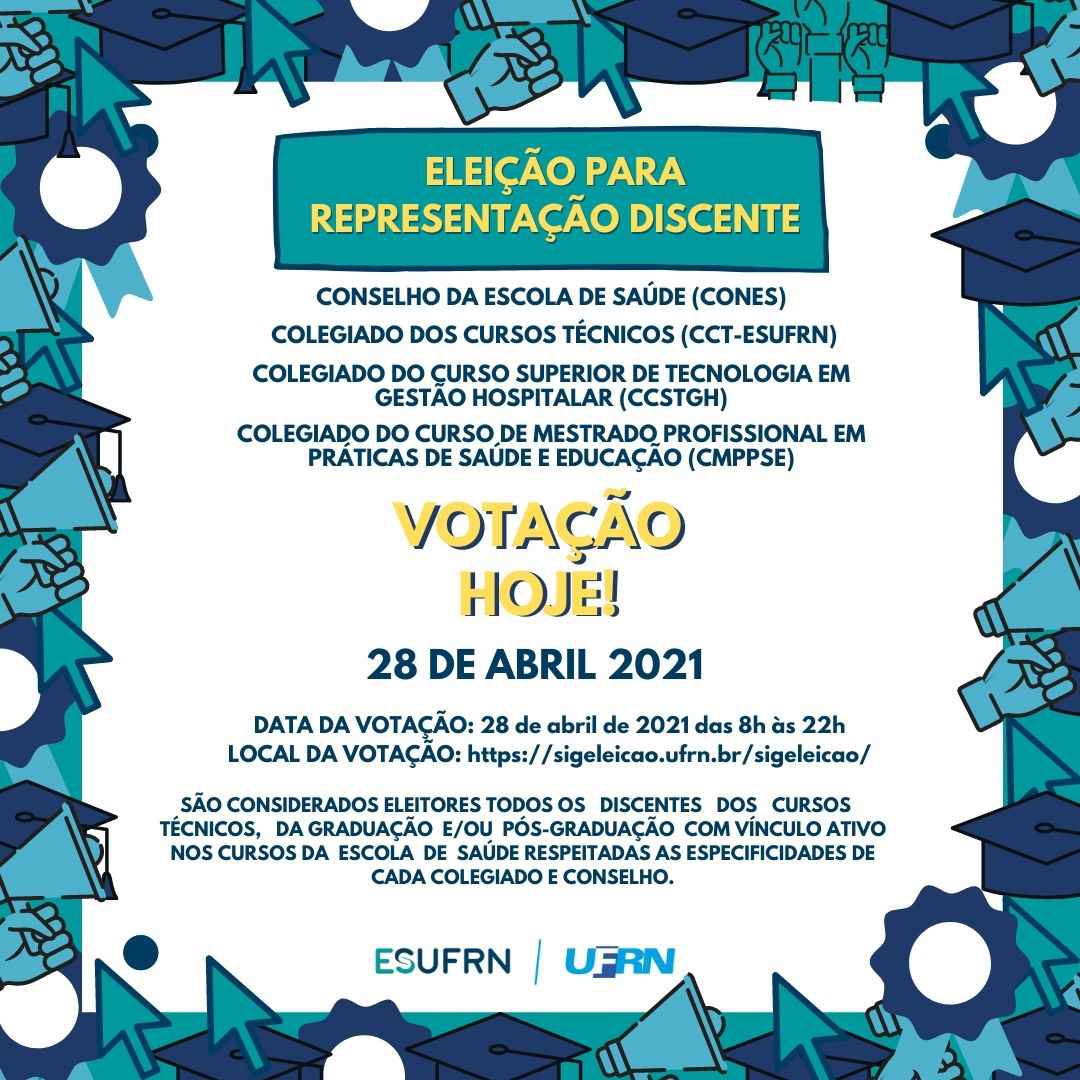 ELEIÇÃO PARA
REPRESENTAÇÃO DISCENTE
CONSELHO DA ESCOLA DE SAÚDE (CONES)
COLEGIADO DOS CURSOS TÉCNICOS (CCT-ESUFRN)
COLEGIADO DO CURSO SUPERIOR DE TECNOLOGIA EM
GESTÃO HOSPITALAR (CCSTGH)
COLEGIADO DO CURSO DE MESTRADO PROFISSIONAL EM
PRÁTICAS DE SAÚDE E EDUCAÇÃO (CMPPSE)
VOTAÇÃO
HOJE!
28 DE ABRIL 2021
DATA DA VOTAÇÃO: 28 de abril de 2021 das 8h às 22h
LOCAL DA VOTAÇÃO: https://sigeleicao.ufrn.br/sigeleicao/
SÃO CONSIDERADOS ELEITORES TODOS OS DISCENTES DOS CURSOS
TÉCNICOS, DA GRADUAÇÃO E/OU PÓS-GRADUAÇÃO COM VÍNCULO ATIVO
NOS CURSOS DA ESCOLA DE SAÚDE RESPEITADAS AS ESPECIFICIDADES DE
CADA COLEGIADO E CONSELHO.
ESUFRN | UFRN